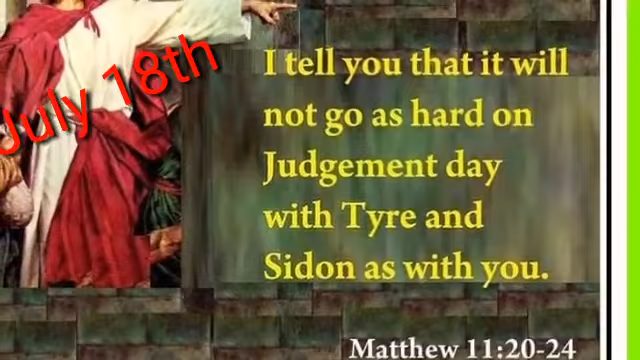 July 18th
I tell you that it will
not go as hard on
Judgement day
with Tyre and
Sidon as with you.
Matthew 11:20-24